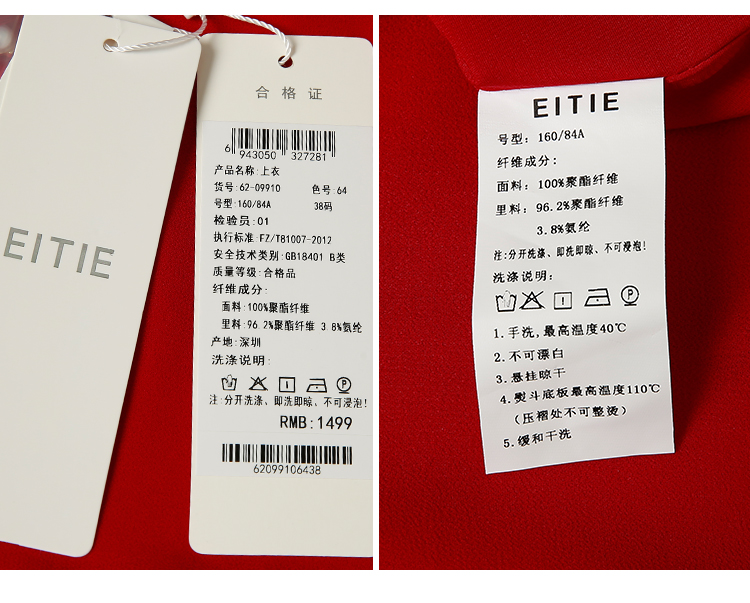 EITIE
合格证
6 943050 327281
产品名称:上衣
货号:62-09910 色号:64
号型:160/84A 38码
检验员:01
执行标准:FZ/T81007-2012
安全技术类别:GB18401 B类
质量等级:合格品
纤维成分:
面料:100%聚酯纤维
里料:96.2%聚酯纤维 3.8%氨纶
产地:深圳
洗涤说明:
注:分开洗涤、即洗即晾、不可浸泡!
RMB:1499
62099106438
EITIE
号型: 160/84A
纤维成分:
面料: 100%聚酯纤维
里料: 96.2%聚酯纤维
3.8%氨纶
注:分开洗涤、即洗即晾、不可浸泡!
洗涤说明:
1.手洗,最高温度40℃
2.不可漂白
3.悬挂晾干
4.熨斗底板最高温度110℃
(压褶处不可整烫)
5.缓和干洗